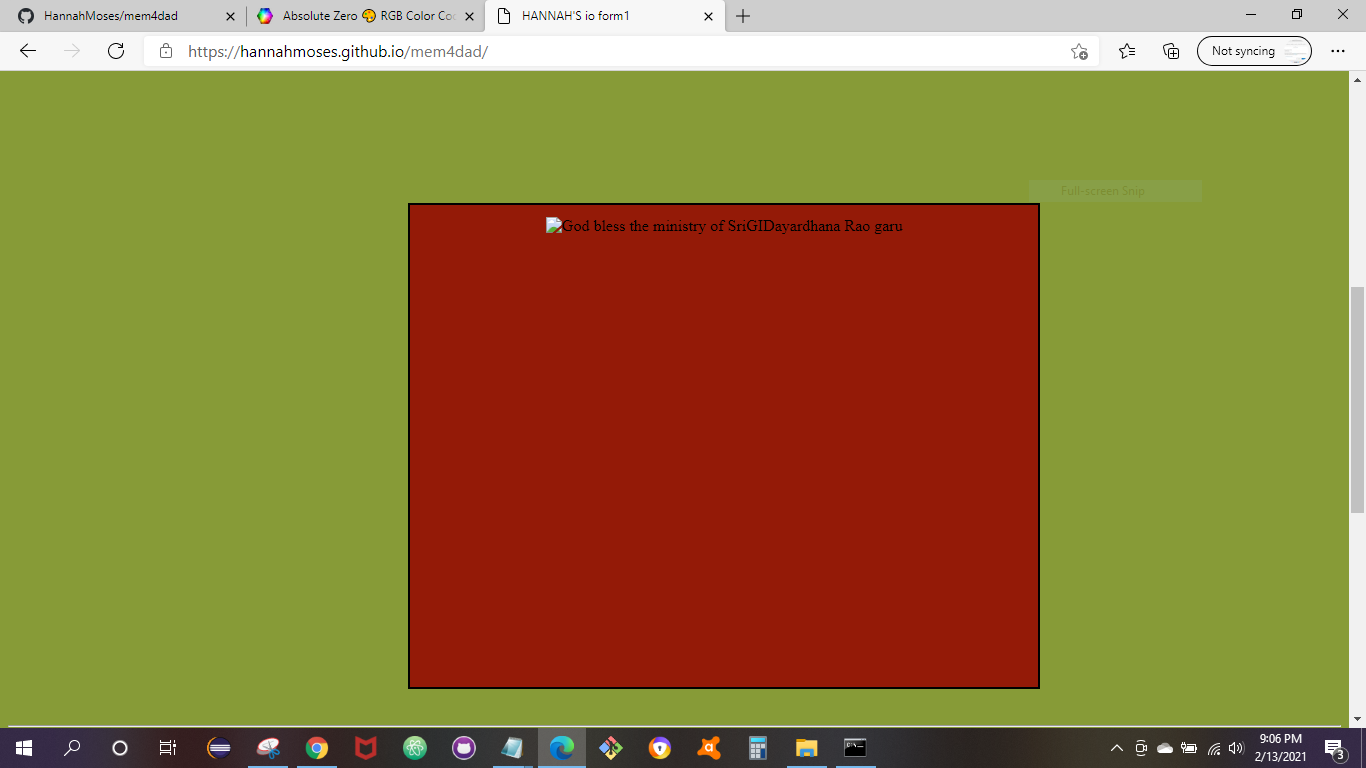 HannahMoses/mem4dad
Absolute Zero 🎨 RGB Color Co
HANNAH'S io form1
https://hannahmoses.github.io/mem4dad/
Not syncing
Full-screen Snip
God bless the ministry of SriGIDayardhana Rao garu
9:06 PM
2/13/2021
3